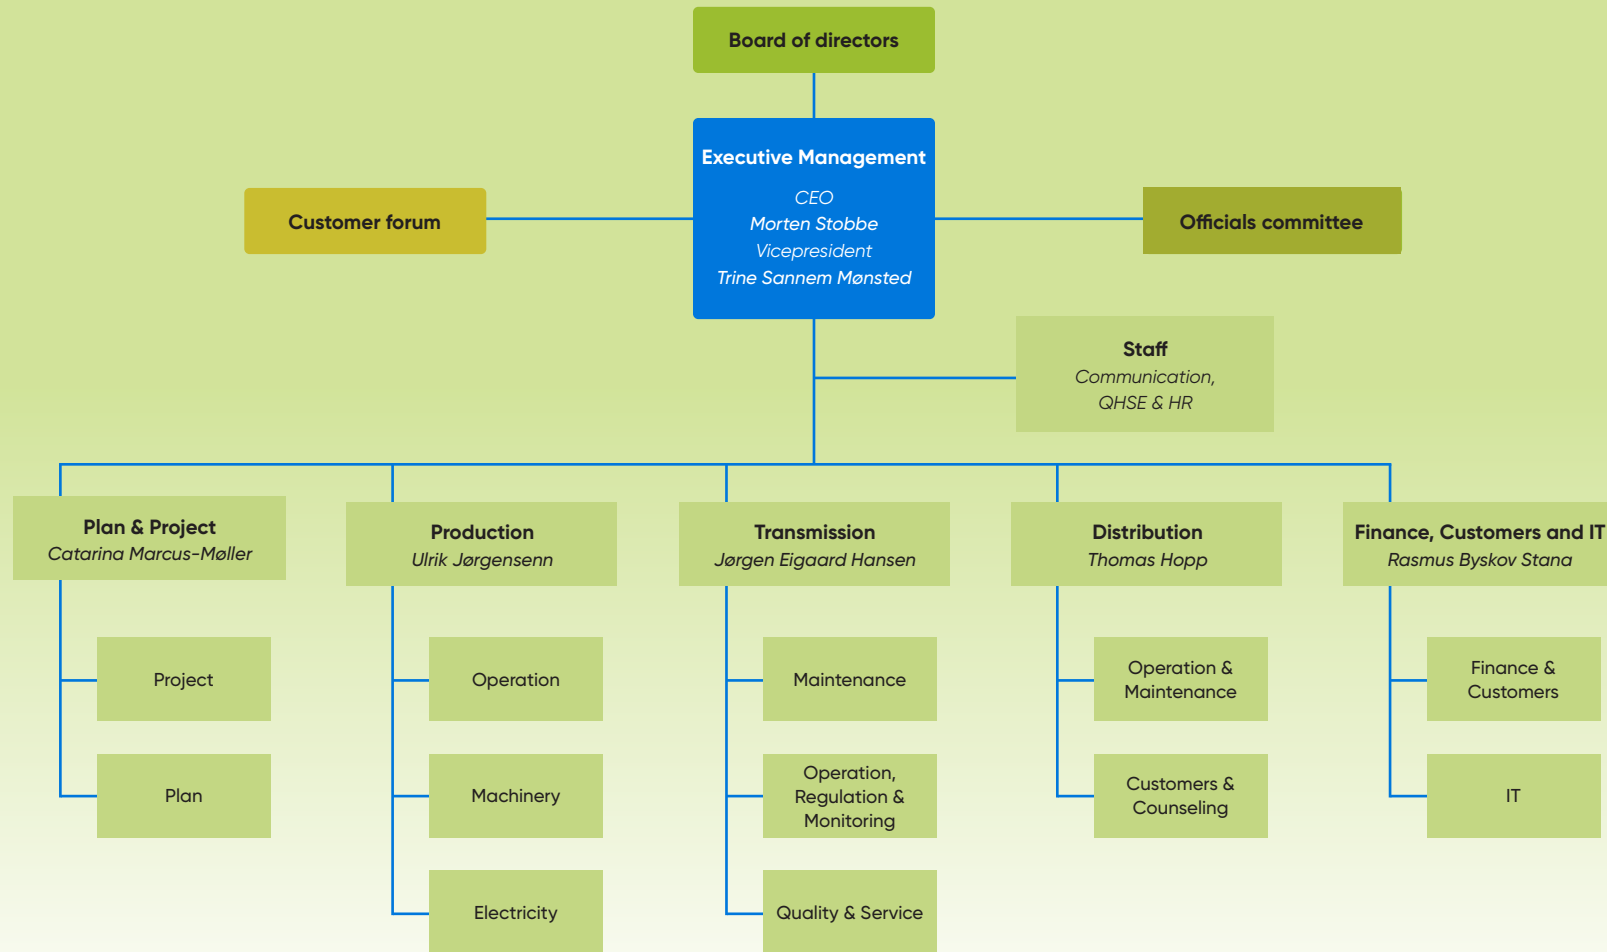 Board of directors
Executive Management
CEO
Morten Stobbe
Vicepresident
Trine Sannem Mønsted
Customer forum
Officials committee
Staff
Communication,
QHSE & HR
Plan & Project
Catarina Marcus-Møller
Production
Ulrik Jørgensenn
Transmission
Jørgen Eigaard Hansen
Distribution
Thomas Hopp
Finance, Customers and IT
Rasmus Byskov Stana
Project
Plan
Operation
Machinery
Electricity
Maintenance
Operation,
Regulation &
Monitoring
Quality & Service
Operation &
Maintenance
Customers &
Counseling
Finance &
Customers
IT